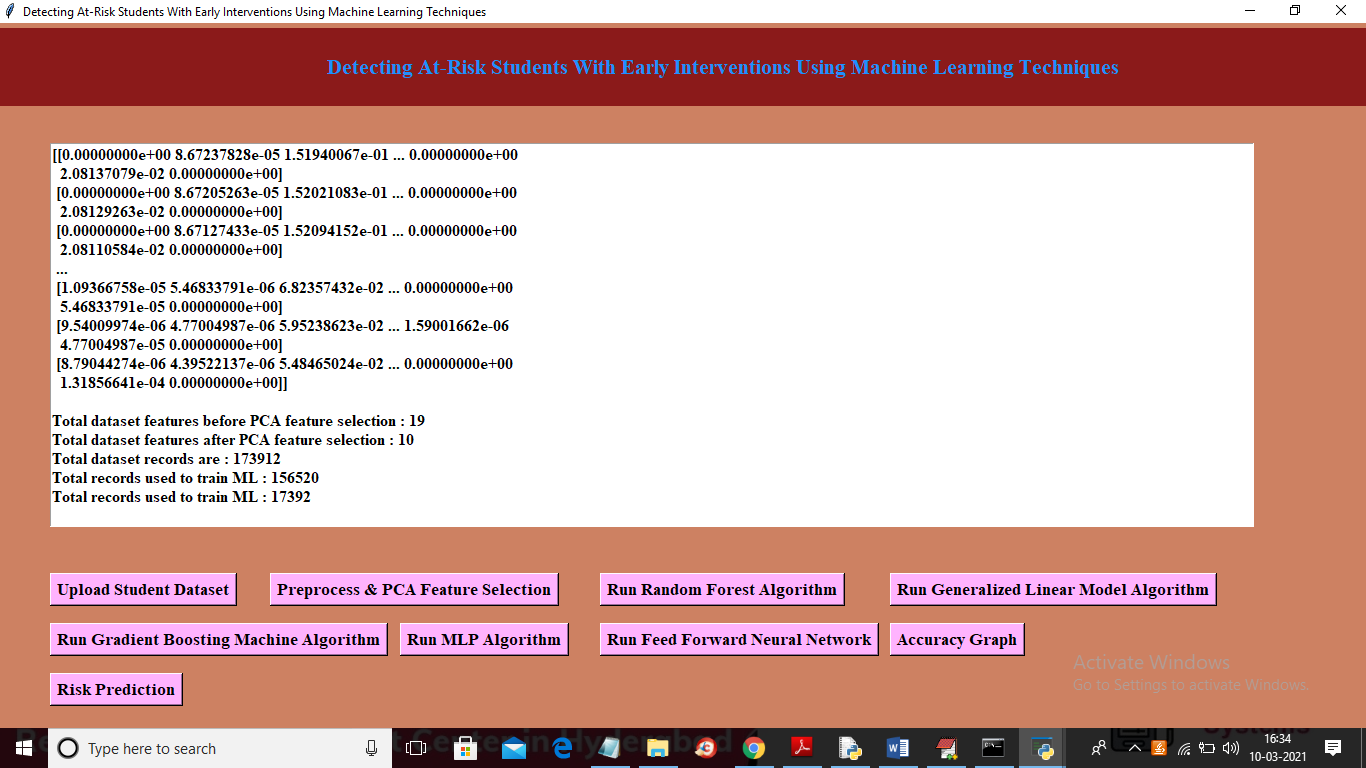 Detecting At-Risk Students With Early Interventions Using Machine Learning Techniques
Detecting At-Risk Students With Early Interventions Using Machine Learning Techniques
[[0.00000000e+00 8.67237828e-05 1.51940067e-01 ... 0.00000000e+00
2.08137079e-02 0.00000000e+00]
[0.00000000e+00 8.67205263e-05 1.52021083e-01 ... 0.00000000e+00
2.08129263e-02 0.00000000e+00]
[0.00000000e+00 8.67127433e-05 1.52094152e-01 ... 0.00000000e+00
2.08110584e-02 0.00000000e+00]
...
[1.09366758e-05 5.46833791e-06 6.82357432e-02 ... 0.00000000e+00
5.46833791e-05 0.00000000e+00]
[9.54009974e-06 4.77004987e-06 5.95238623e-02 ... 1.59001662e-06
4.77004987e-05 0.00000000e+00]
[8.79044274e-06 4.39522137e-06 5.48465024e-02 ... 0.00000000e+00
1.31856641e-04 0.00000000e+00]]
Total dataset features before PCA feature selection : 19
Total dataset features after PCA feature selection : 10
Total dataset records are : 173912
Total records used to train ML : 156520
Total records used to train ML : 17392
Upload Student Dataset Preprocess & PCA Feature Selection Run Random Forest Algorithm Run Generalized Linear Model Algorithm
Run Gradient Boosting Machine Algorithm Run MLP Algorithm Run Feed Forward Neural Network Accuracy Graph
Activate Windows
Go to Settings to activate Windows.
Risk Prediction
Type here to search
16:34
10-03-2021